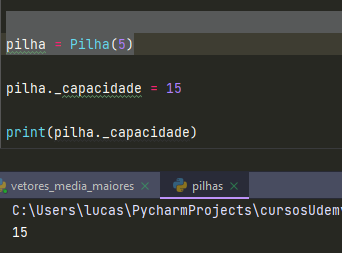 pilha = Pilha(5)
pilha._capacidade = 15
print(pilha._capacidade)
vetores_media_maiores ×
pilhas ×
C:\Users\lucas\PycharmProjects\cursosUdem
15